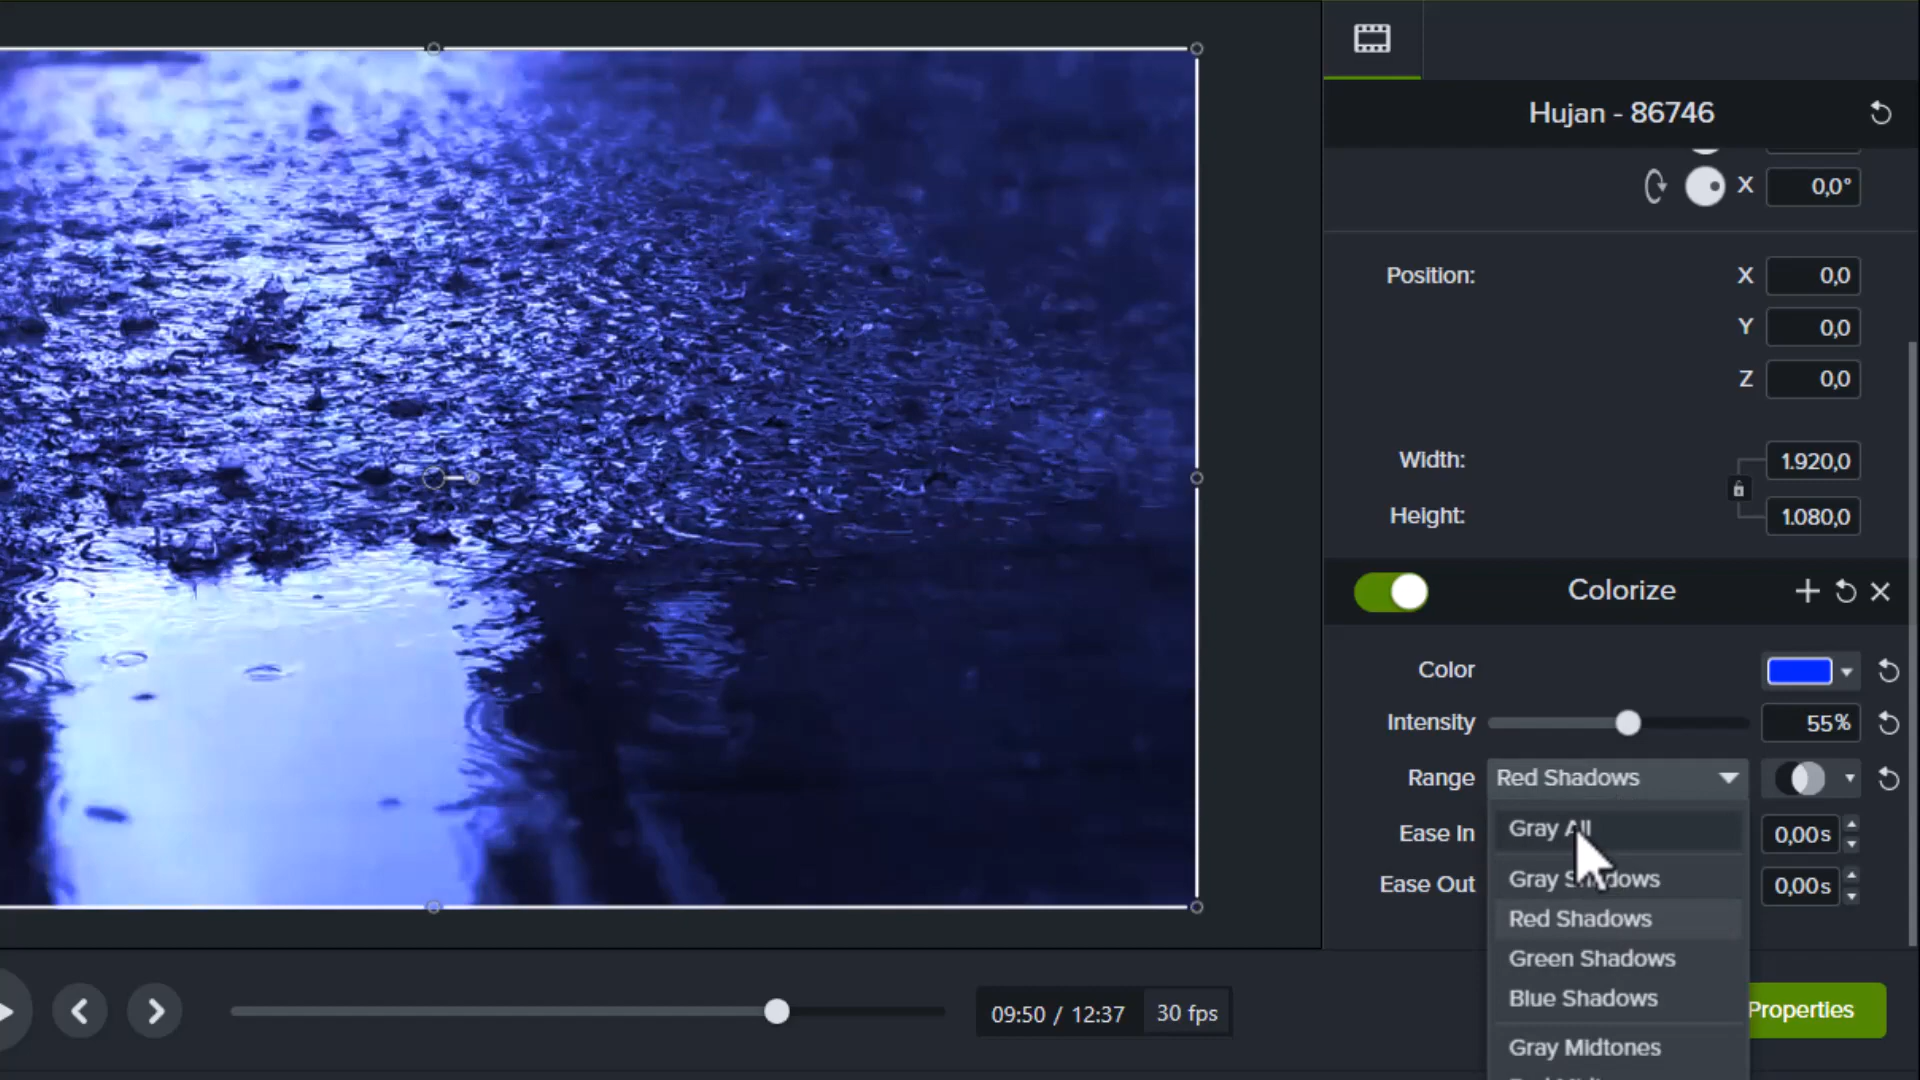 Hujan - 86746
X 0,0°
Position: X 0,0
Y 0,0
Z 0,0
Width: 1.920,0
Height: 1.080,0
Colorize
Color
Intensity 55%
Range Red Shadows
Gray All
Ease In 0,00s
Gray Shadows
Ease Out 0,00s
Red Shadows
Green Shadows
Blue Shadows
Gray Midtones
09:50 / 12:37 30 fps
Properties